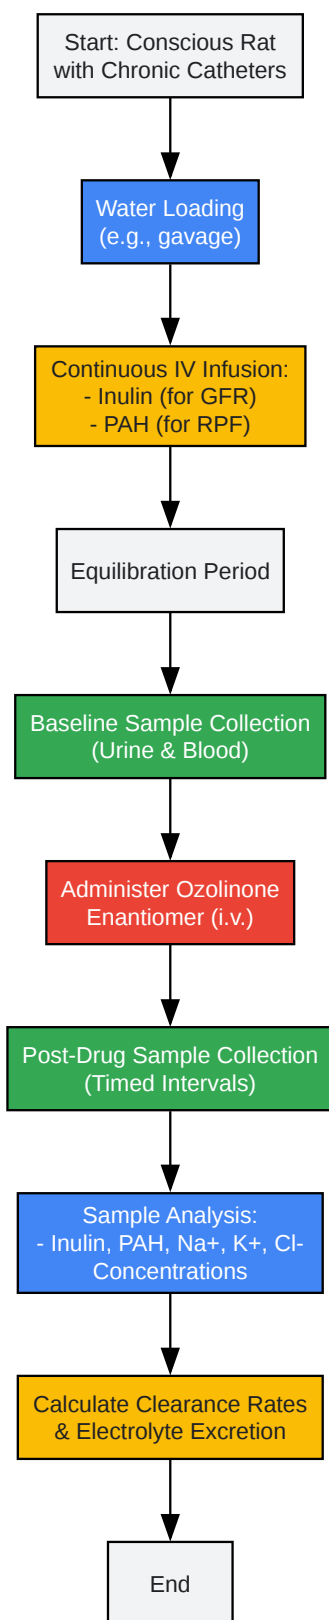 Start: Conscious Rat
with Chronic Catheters
Water Loading
(e.g., gavage)
Continuous IV Infusion:
- Inulin (for GFR)
- PAH (for RPF)
Equilibration Period
Baseline Sample Collection
(Urine & Blood)
Administer Ozolinone
Enantiomer (i.v.)
Post-Drug Sample Collection
(Timed Intervals)
Sample Analysis:
- Inulin, PAH, Na+, K+, Cl-
Concentrations
Calculate Clearance Rates
& Electrolyte Excretion
End